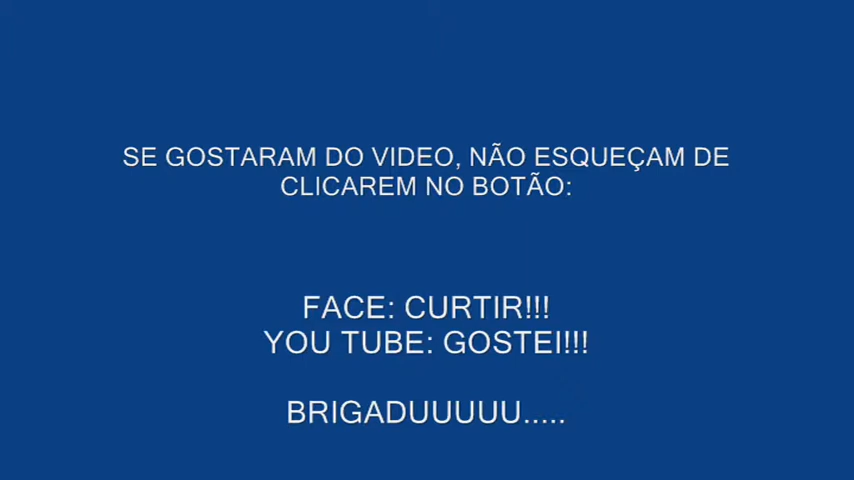 SE GOSTARAM DO VIDEO, NÃO ESQUEÇAM DE
CLICAREM NO BOTÃO:
FACE: CURTIR!!!
YOU TUBE: GOSTEI!!!
BRIGADUUUUU.....